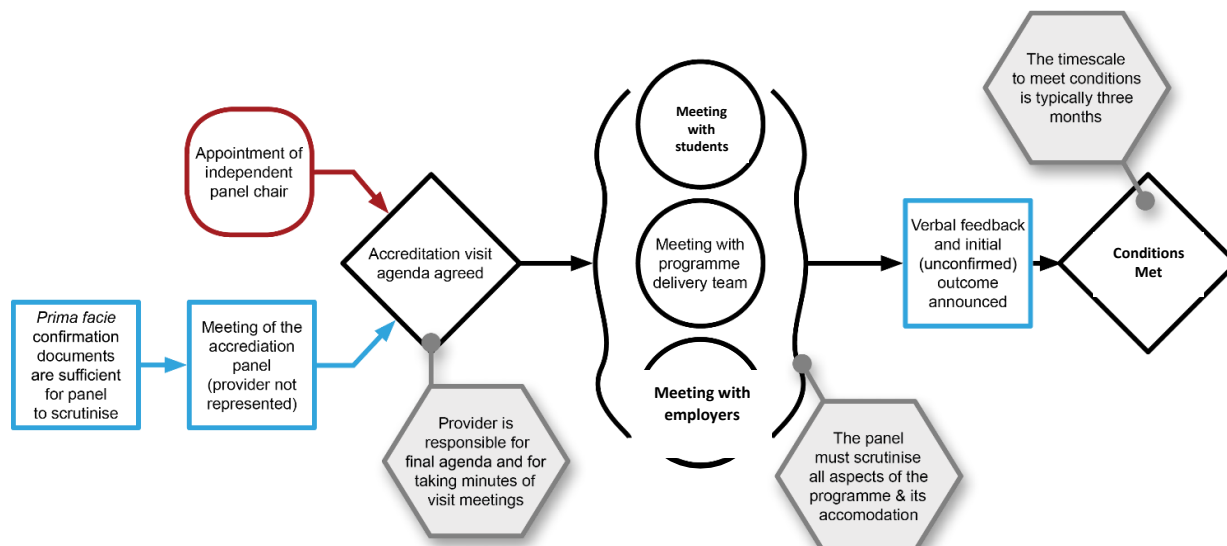 Appointment of
independent
panel chair
Prima facie
confirmation
documents
are sufficient
for panel
to scrutinise
Meeting of the
accrediation
panel
(provider not
represented)
Accreditation visit
agenda agreed
Provider is
responsible for
final agenda and for
taking minutes of
visit meetings
Meeting
with
students
Meeting with
programme
delivery team
Meeting with
employers
The panel
must scrutinise
all aspects of the
programme & its
accomodation
Verbal feedback
and initial
(unconfirmed)
outcome
announced
The timescale
to meet conditions
is typically three
months
Conditions
Met